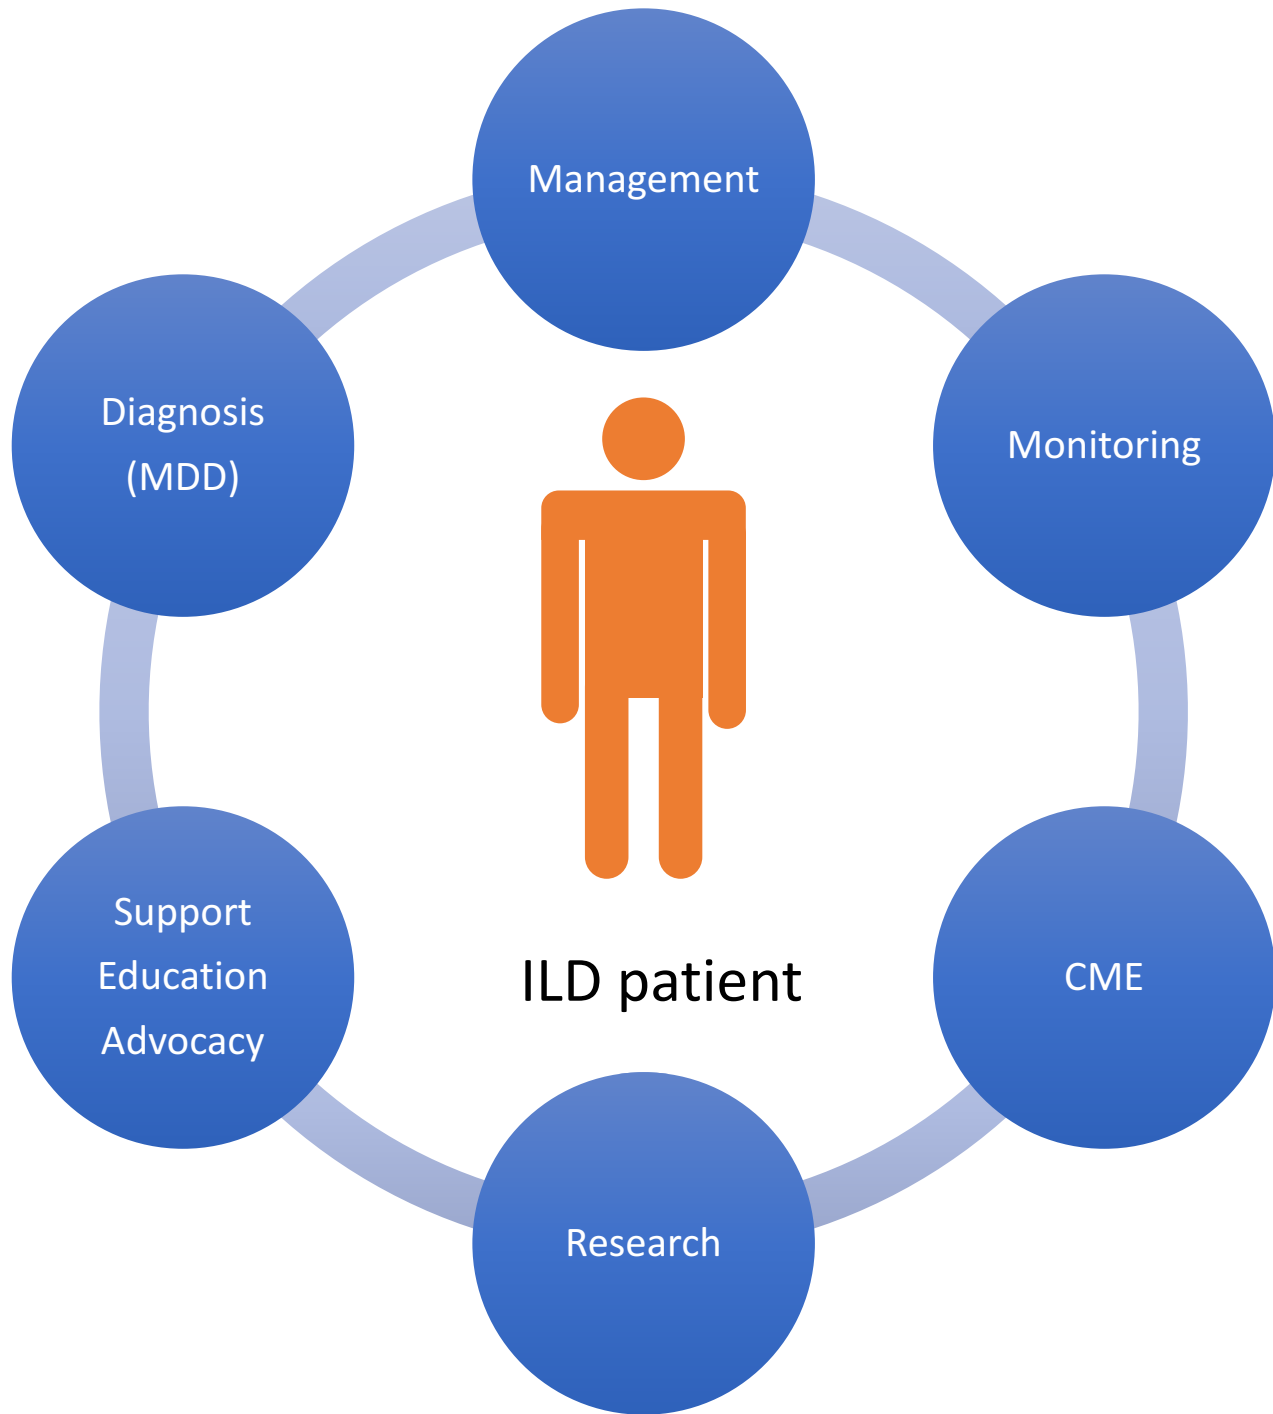 Management
Diagnosis
(MDD)
Monitoring
Support
Education
Advocacy
ILD patient
CME
Research